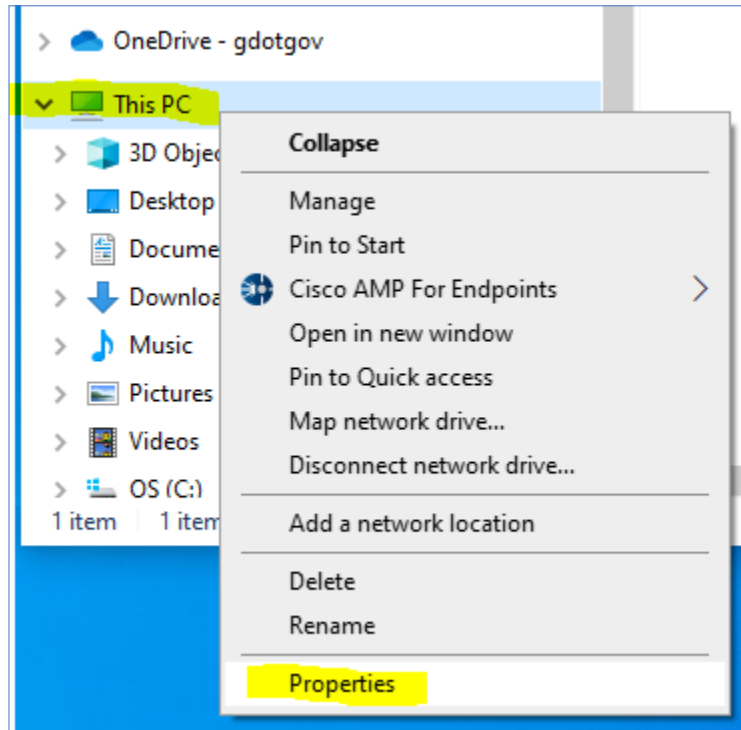 OneDrive - gdotgov
This PC
3D Objec
Desktop
Docume
Downloa
Music
Pictures
Videos
OS (C:)
1 item
1 item
Collapse
Manage
Pin to Start
Cisco AMP For Endpoints
Open in new window
Pin to Quick access
Map network drive...
Disconnect network drive...
Add a network location
Delete
Rename
Properties